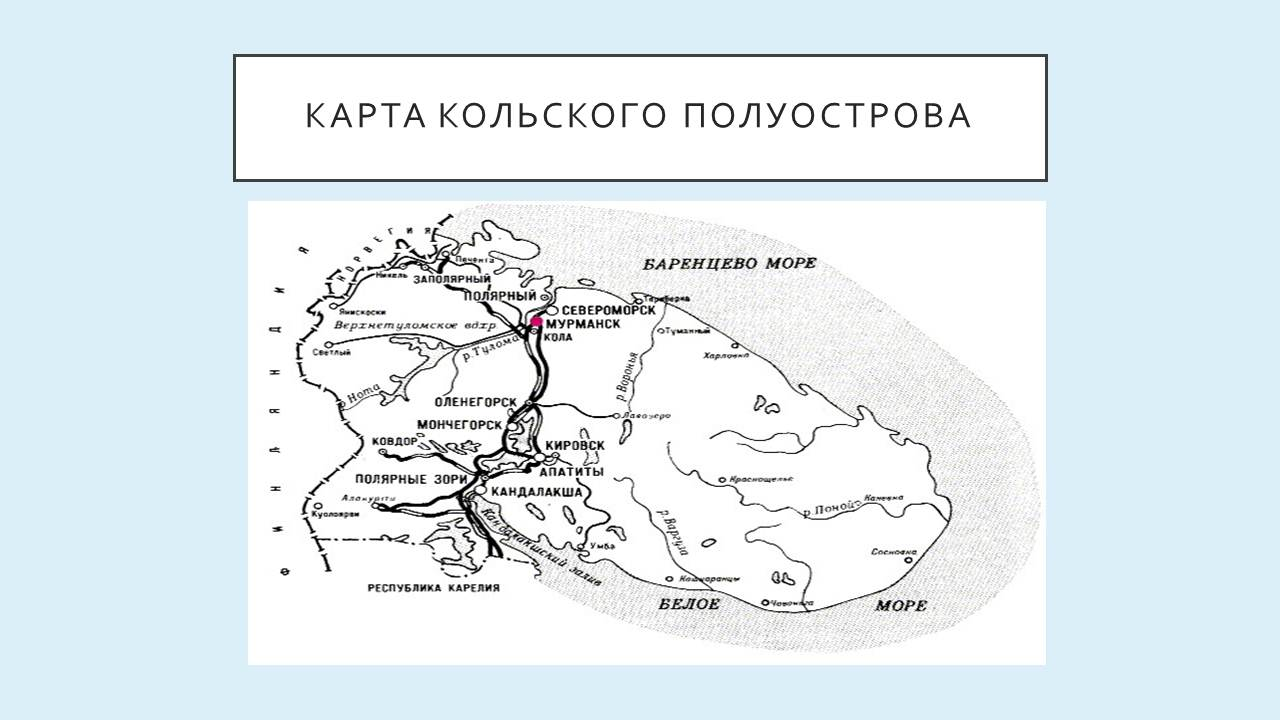 КАРТА КОЛЬСКОГО ПОЛУОСТРОВА
НОРВЕГИЯ
Печенга
БАРЕНЦЕВО МОРЕ
Никель
ЗАПОЛЯРНЫЙ
ПОЛЯРНЫЙ
Териберка
СЕВЕРОМОРСК
Янискоски
МУРМАНСК
Верхнетуломское вдхр.
Туманный
КОЛА
р.Тулома
Светлый
Харловка
р.Воронья
ФИНЛЯНДИЯ
Нота
ОЛЕНЕГОРСК
Ловозеро
МОНЧЕГОРСК
КОВДОР
КИРОВСК
АПАТИТЫ
ПОЛЯРНЫЕ ЗОРИ
Краснощелье
КАНДАЛАКША
Алакуртти
Каневка
р.Поной
Куолоярви
р.Варзуга
Кандалакшский залив
Умба
Сосновка
РЕСПУБЛИКА КАРЕЛИЯ
Кашкаранцы
БЕЛОЕ
Чаваньга
МОРЕ